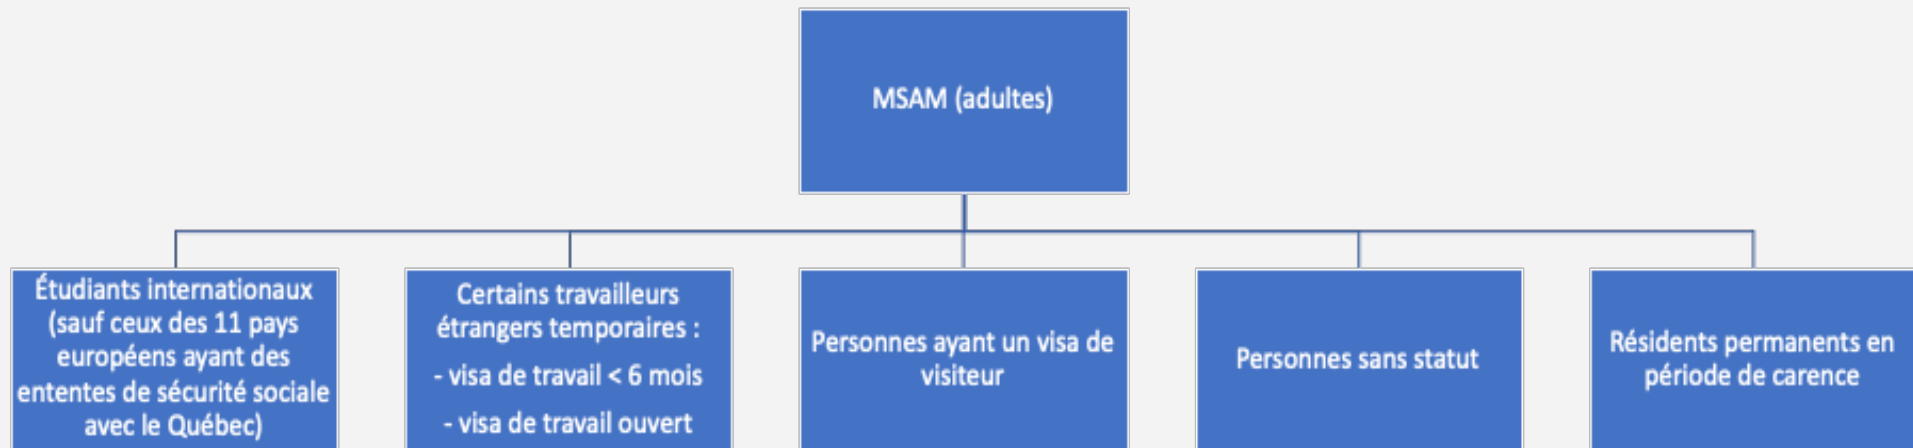 MSAM (adultes)
Étudiants internationaux
(sauf ceux des 11 pays
européens ayant des
ententes de sécurité sociale
avec le Québec)
Certains travailleurs
étrangers temporaires :
- visa de travail < 6 mois
- visa de travail ouvert
Personnes ayant un visa de
visiteur
Personnes sans statut
Résidents permanents en
période de carence